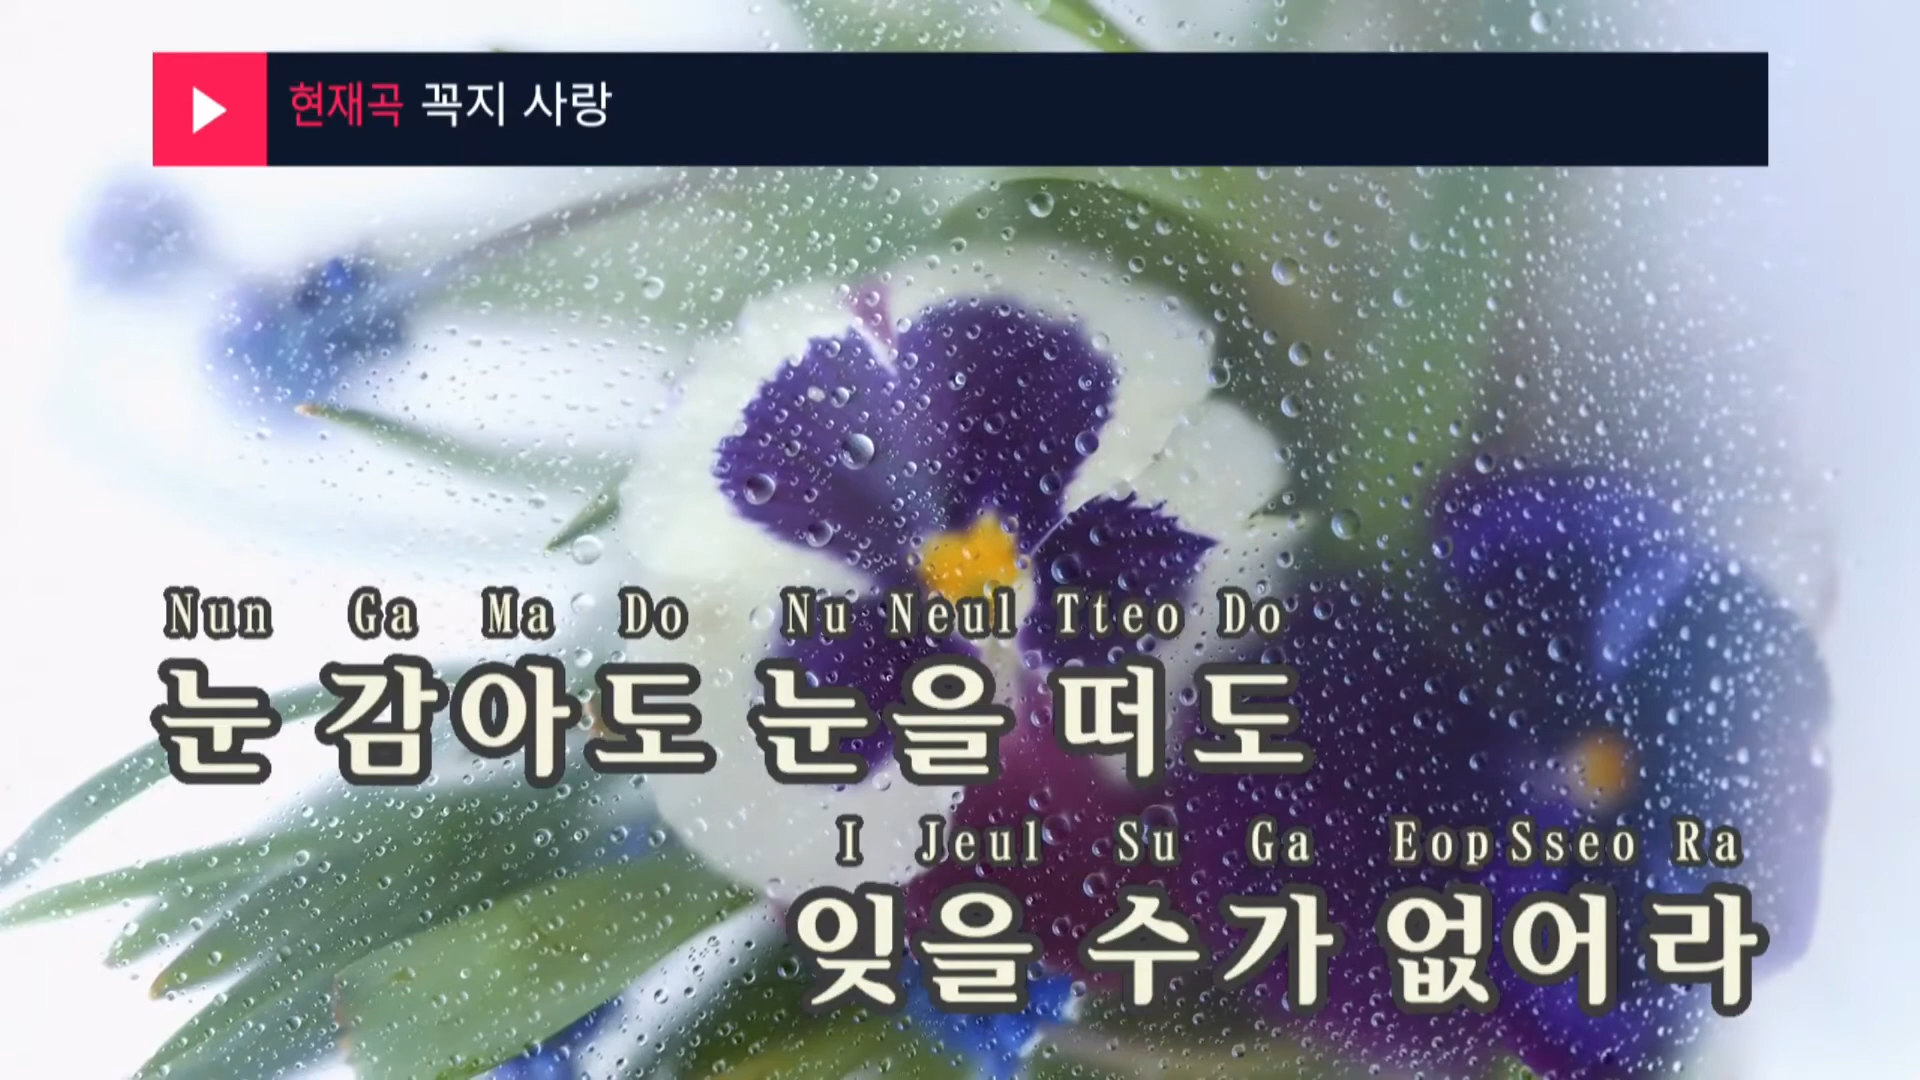 현재곡 꼭지 사랑
Nun Ga Ma Do Nu Neul Tteo Do
눈 감아도 눈을 떠도
I Jeul Su Ga Eop Sseo Ra
잊을 수가 없어라